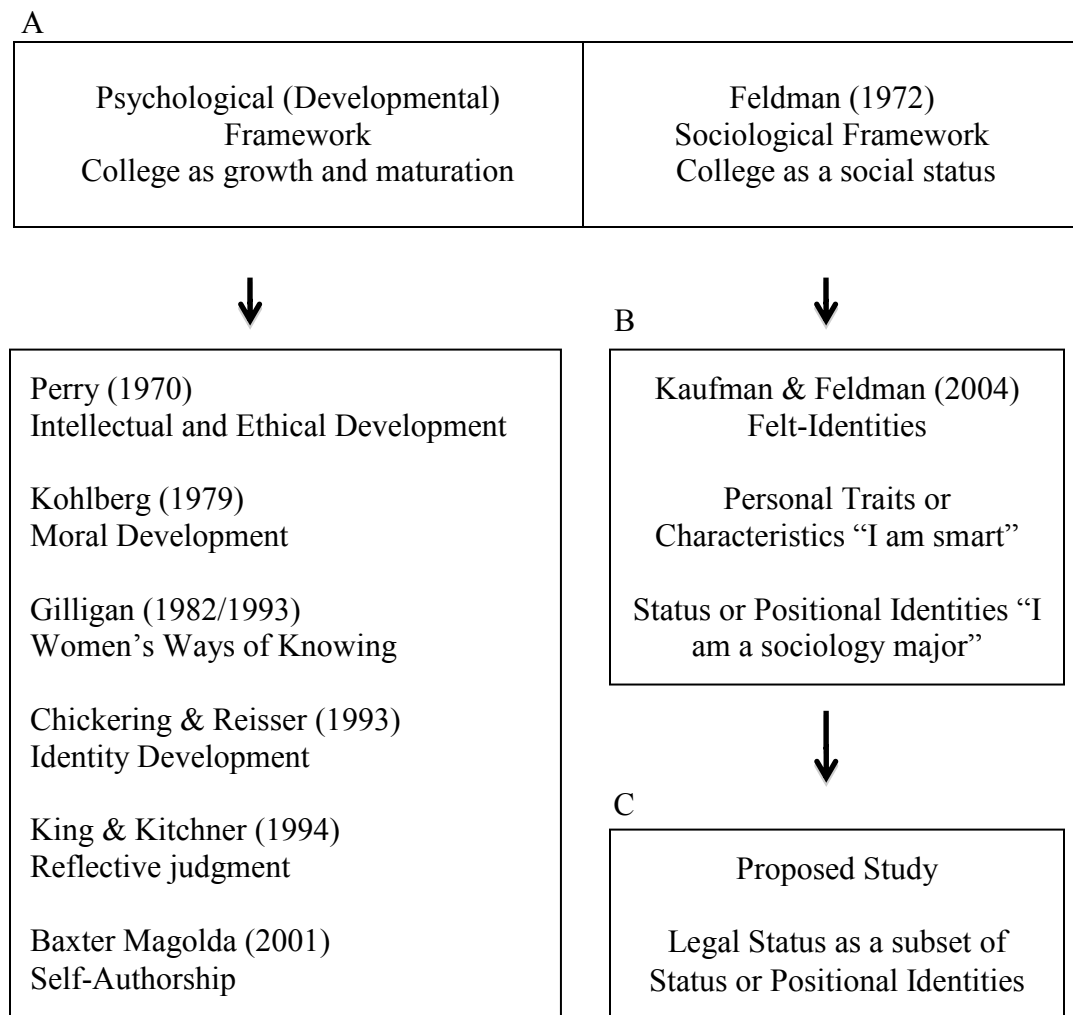 A
Psychological (Developmental)
Framework
College as growth and maturation
Feldman (1972)
Sociological Framework
College as a social status
Perry (1970)
Intellectual and Ethical Development
Kohlberg (1979)
Moral Development
Gilligan (1982/1993)
Women’s Ways of Knowing
Chickering & Reisser (1993)
Identity Development
King & Kitchner (1994)
Reflective judgment
Baxter Magolda (2001)
Self-Authorship
B
Kaufman & Feldman (2004)
Felt-Identities
Personal Traits or
Characteristics “I am smart”
Status or Positional Identities “I
am a sociology major”
C
Proposed Study
Legal Status as a subset of
Status or Positional Identities